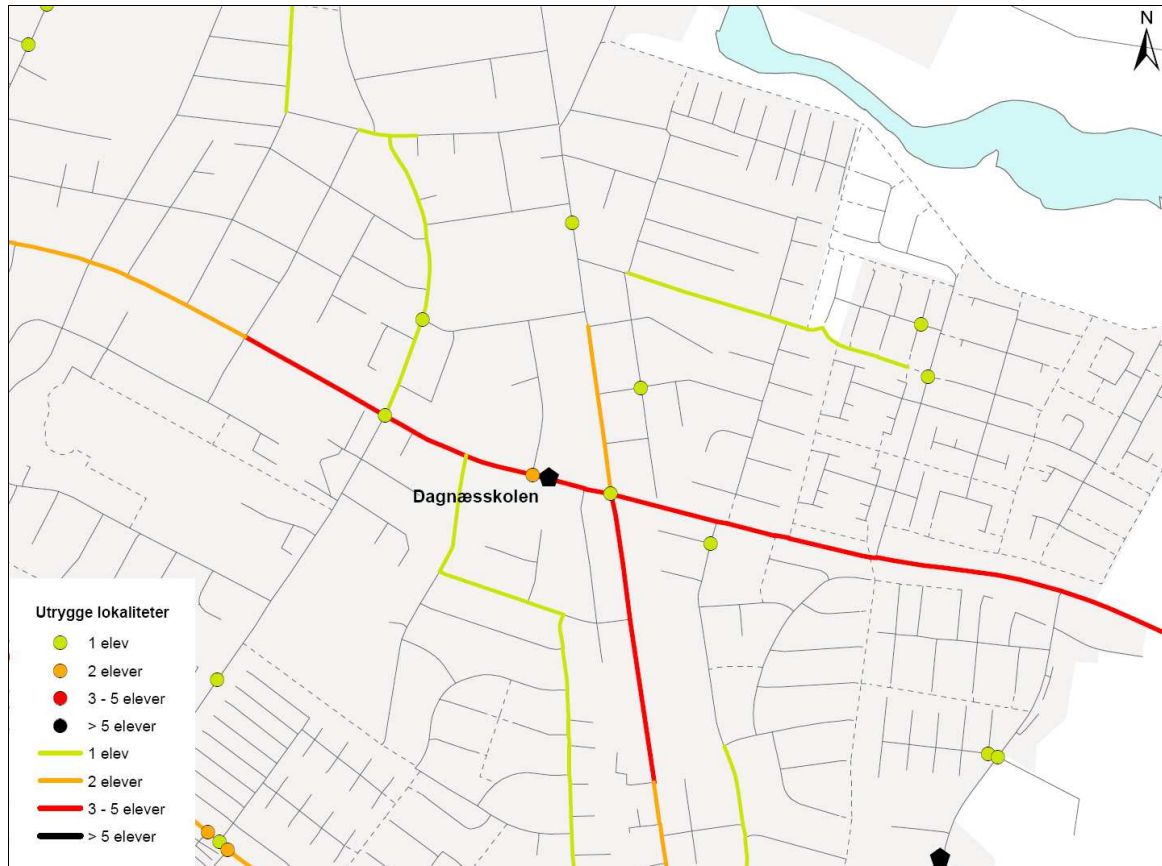 N
Dagnæsskolen
Utrygge lokaliteter
1 elev
2 elever
3 - 5 elever
> 5 elever
1 elev
2 elever
3 - 5 elever
> 5 elever